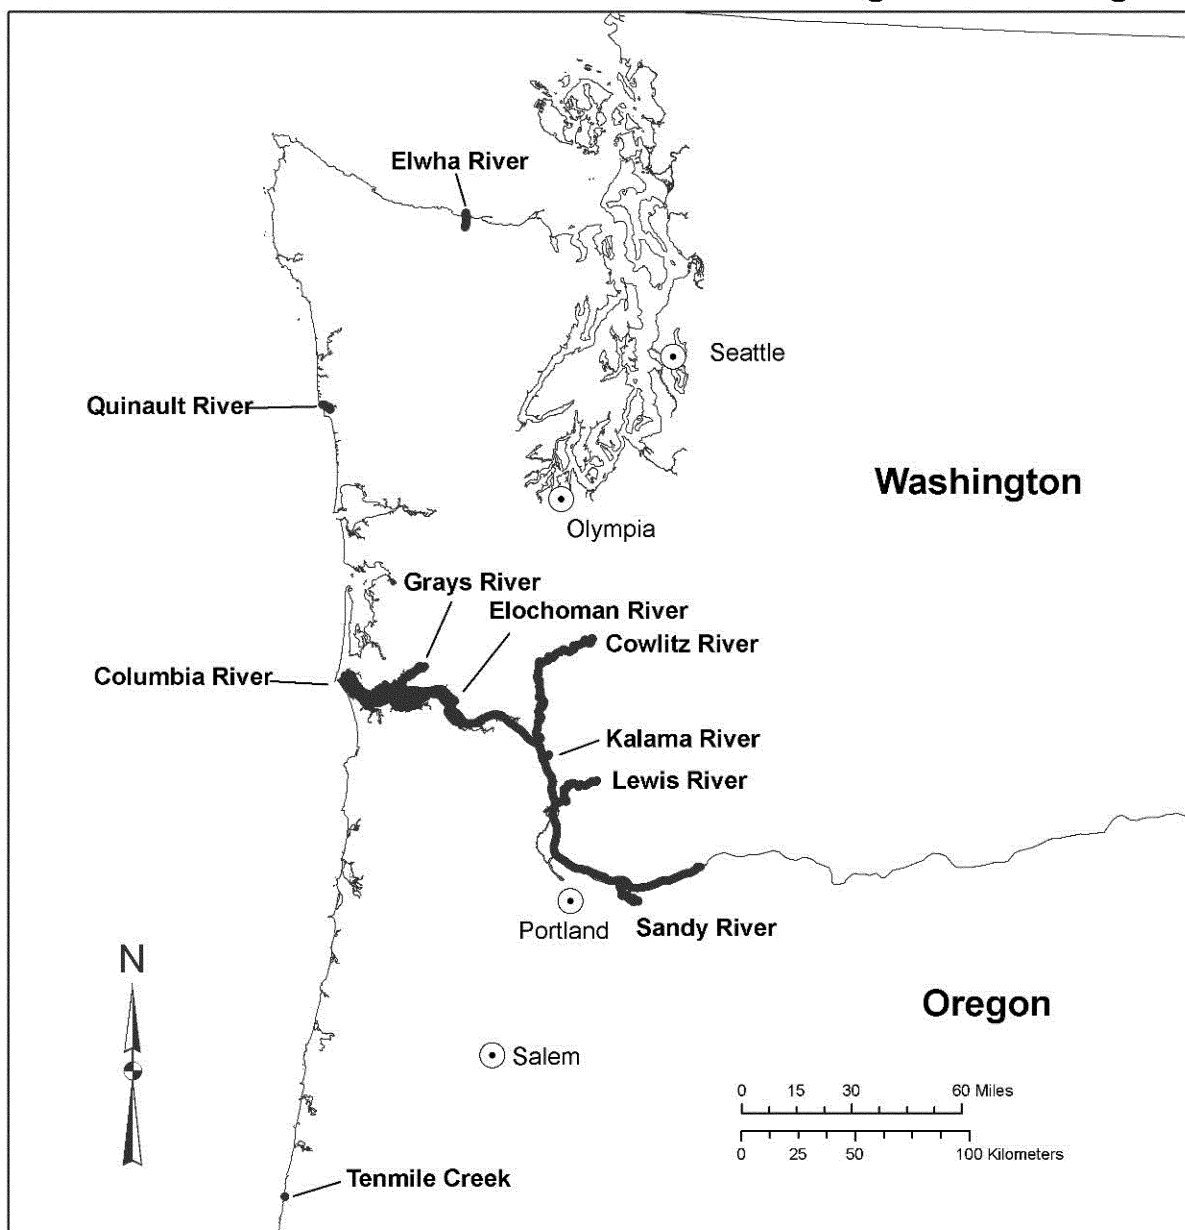 Elwha River
Seattle
Quinault River
Washington
Olympia
Grays River
Elochoman River
Cowlitz River
Columbia River
Kalama River
Lewis River
Portland
Sandy River
N
Oregon
Salem
0 15 30 60 Miles
0 25 50 100 Kilometers
Tenmile Creek